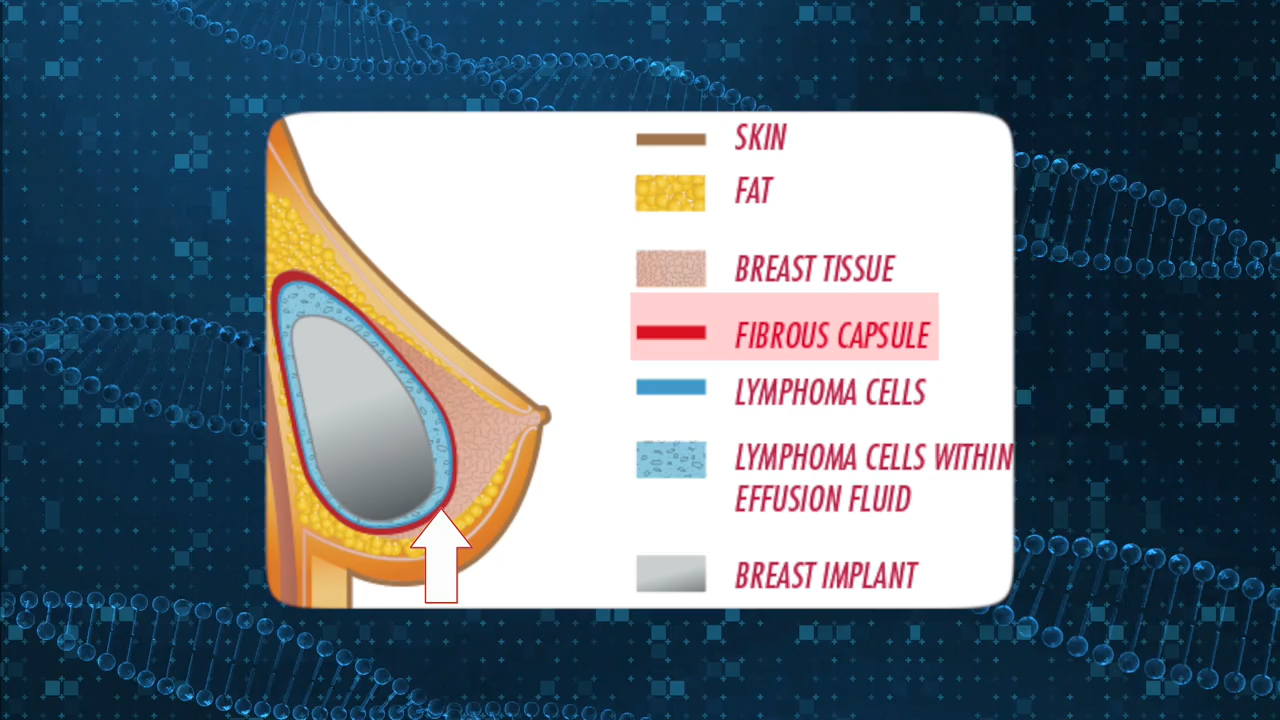 SKIN
FAT
BREAST TISSUE
FIBROUS CAPSULE
LYMPHOMA CELLS
LYMPHOMA CELLS WITHIN
EFFUSION FLUID
BREAST IMPLANT